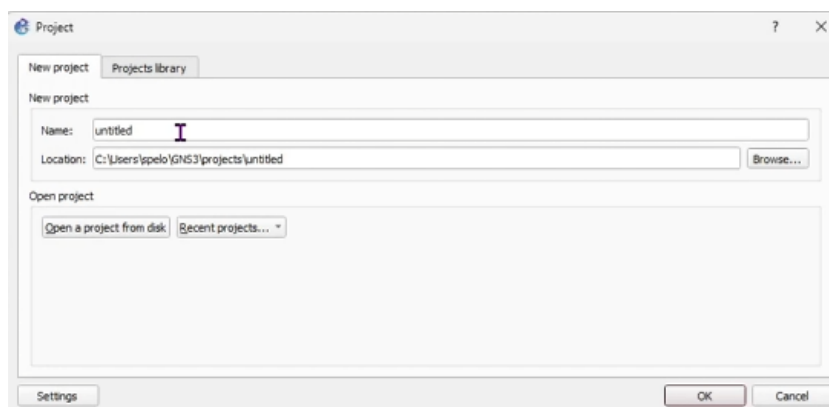 Project ?
New project Projects library
New project
Name: untitled
Location: C:\Users\spelo\GNS3\projects\untitled Browse...
Open project
Open a project from disk Recent projects...
Settings OK Cancel